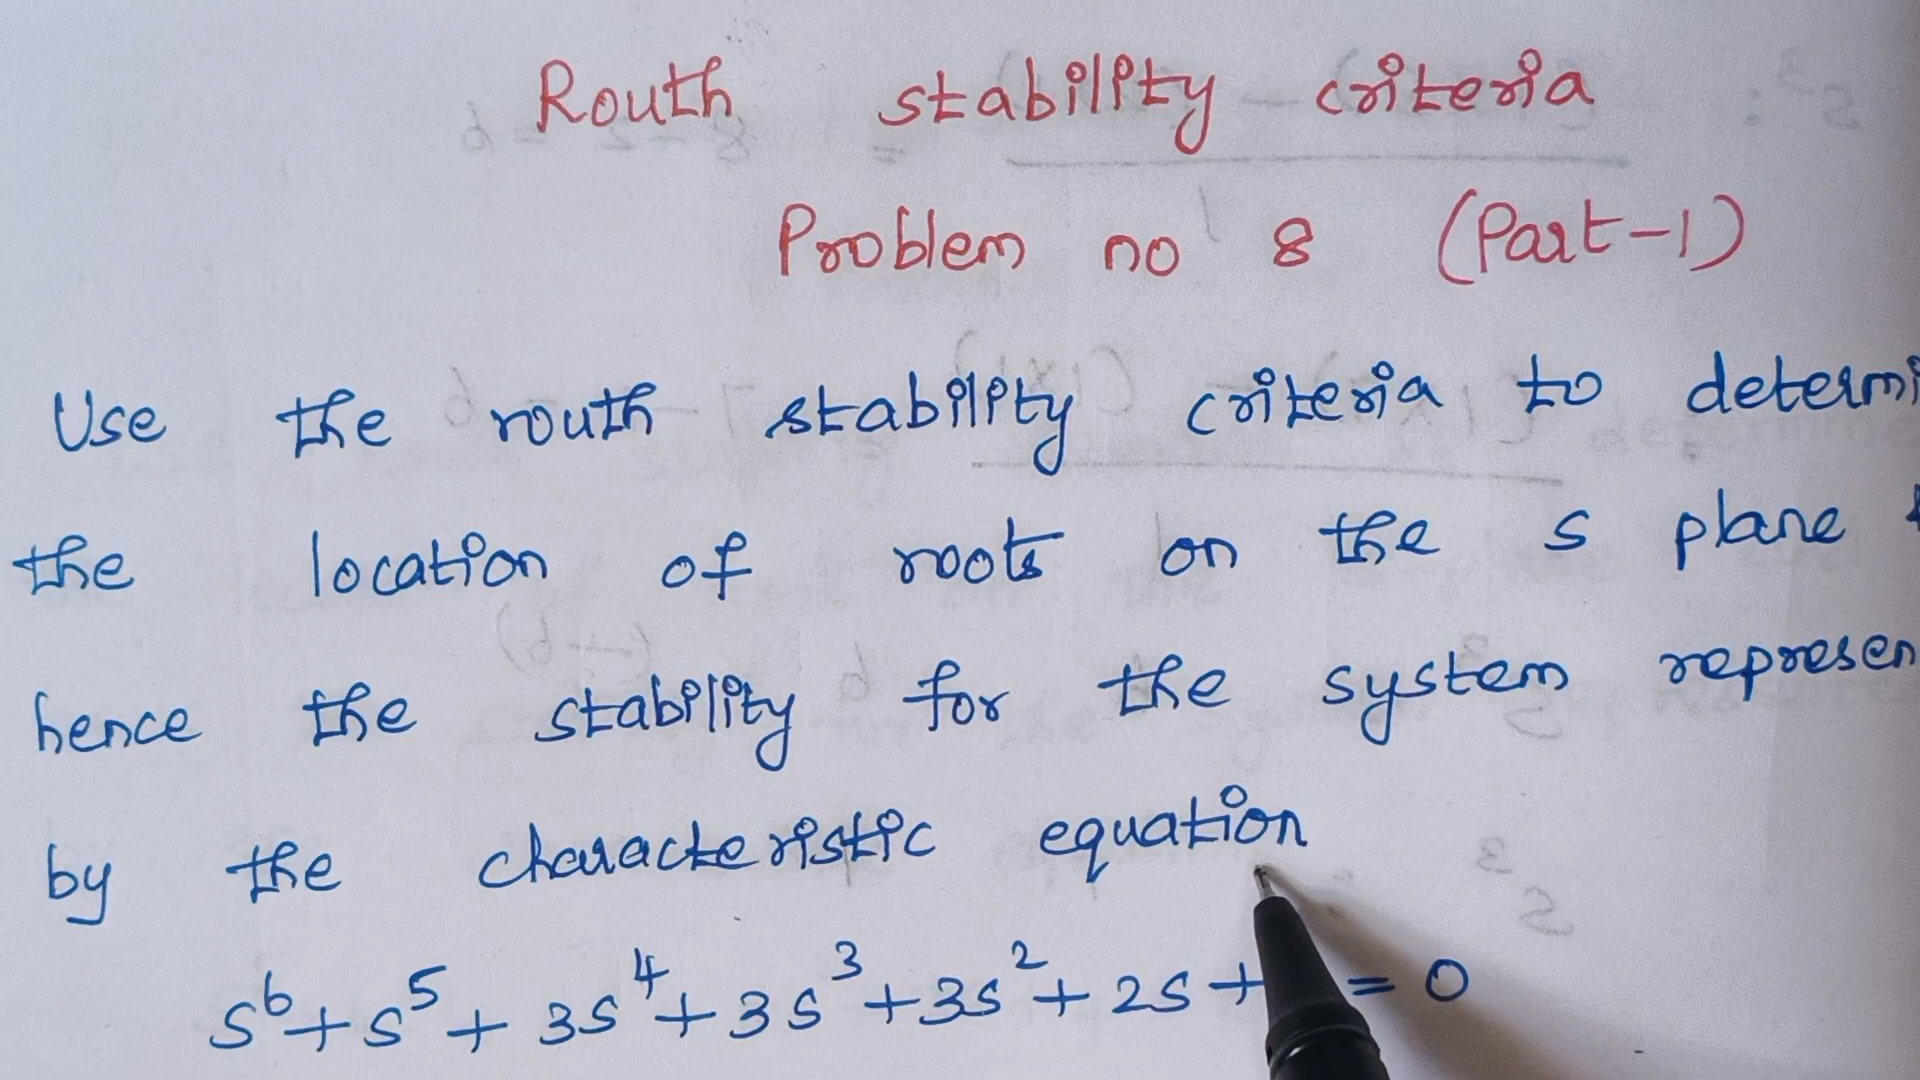 Routh stability criteria
Problem no 8 (Part-1)
Use the routh stability criteria to determi
the location of roots on the s plane
hence the stability for the system represen
by the characteristic equation
s⁶ + s⁵ + 3s⁴ + 3s³ + 3s² + 2s + = 0